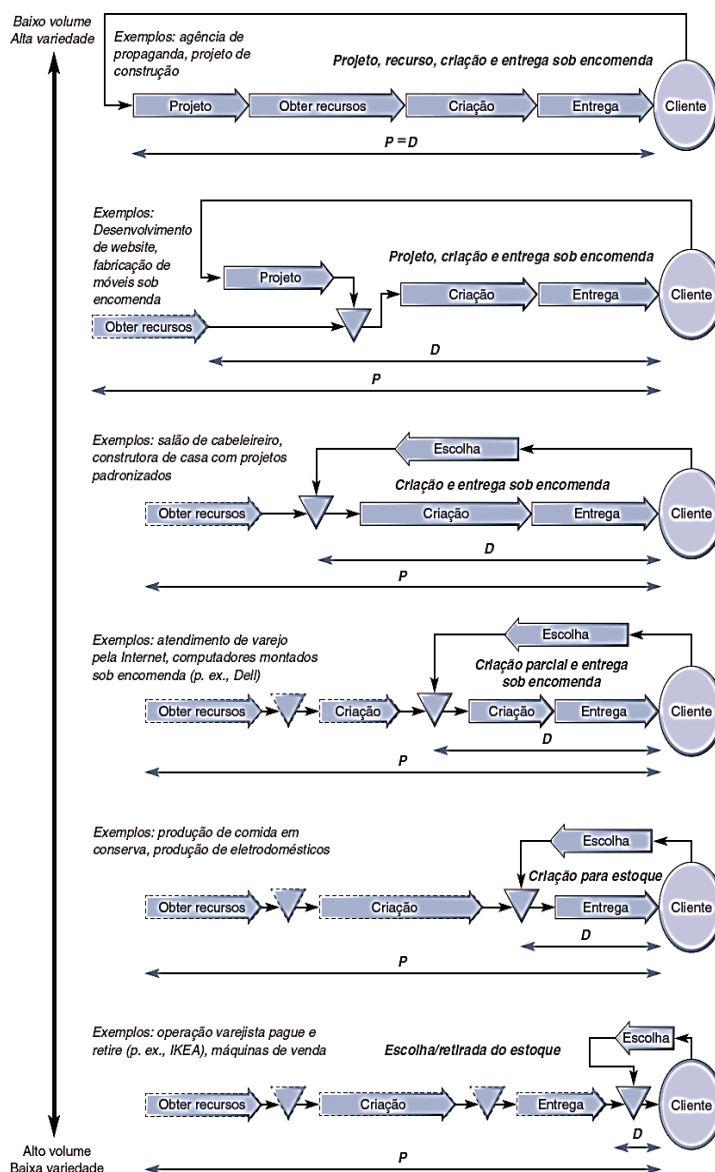 Baixo volume
Alta variedade
Exemplos: agência de
propaganda, projeto de
construção
Projeto, recurso, criação e entrega sob encomenda
Projeto
Obter recursos
Criação
Entrega
Cliente
P = D
Exemplos:
Desenvolvimento
de website,
fabricação de
móveis sob
encomenda
Projeto, criação e entrega sob encomenda
Projeto
Criação
Entrega
Cliente
Obter recursos
D
P
Exemplos: salão de cabeleireiro,
construtora de casa com projetos
padronizados
Escolha
Criação e entrega sob encomenda
Obter recursos
Criação
Entrega
Cliente
D
P
Exemplos: atendimento de varejo
pela Internet, computadores montados
sob encomenda (p. ex., Dell)
Escolha
Criação parcial e entrega
sob encomenda
Obter recursos
Criação
Criação
Entrega
Cliente
D
P
Exemplos: produção de comida em
conserva, produção de eletrodomésticos
Escolha
Criação para estoque
Obter recursos
Criação
Entrega
Cliente
D
P
Exemplos: operação varejista pague e
retire (p. ex., IKEA), máquinas de venda
Escolha/retirada do estoque
Escolha
Obter recursos
Criação
Entrega
Cliente
D
P
Alto volume
Baixa variedade